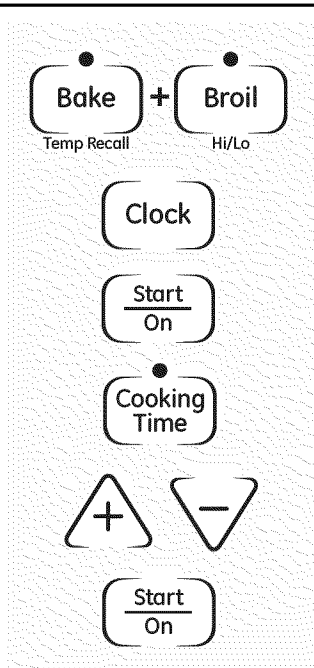 Bake + Broil
Temp Recall Hi/Lo
Clock
Start
On
Cooking
Time
+ −
Start
On